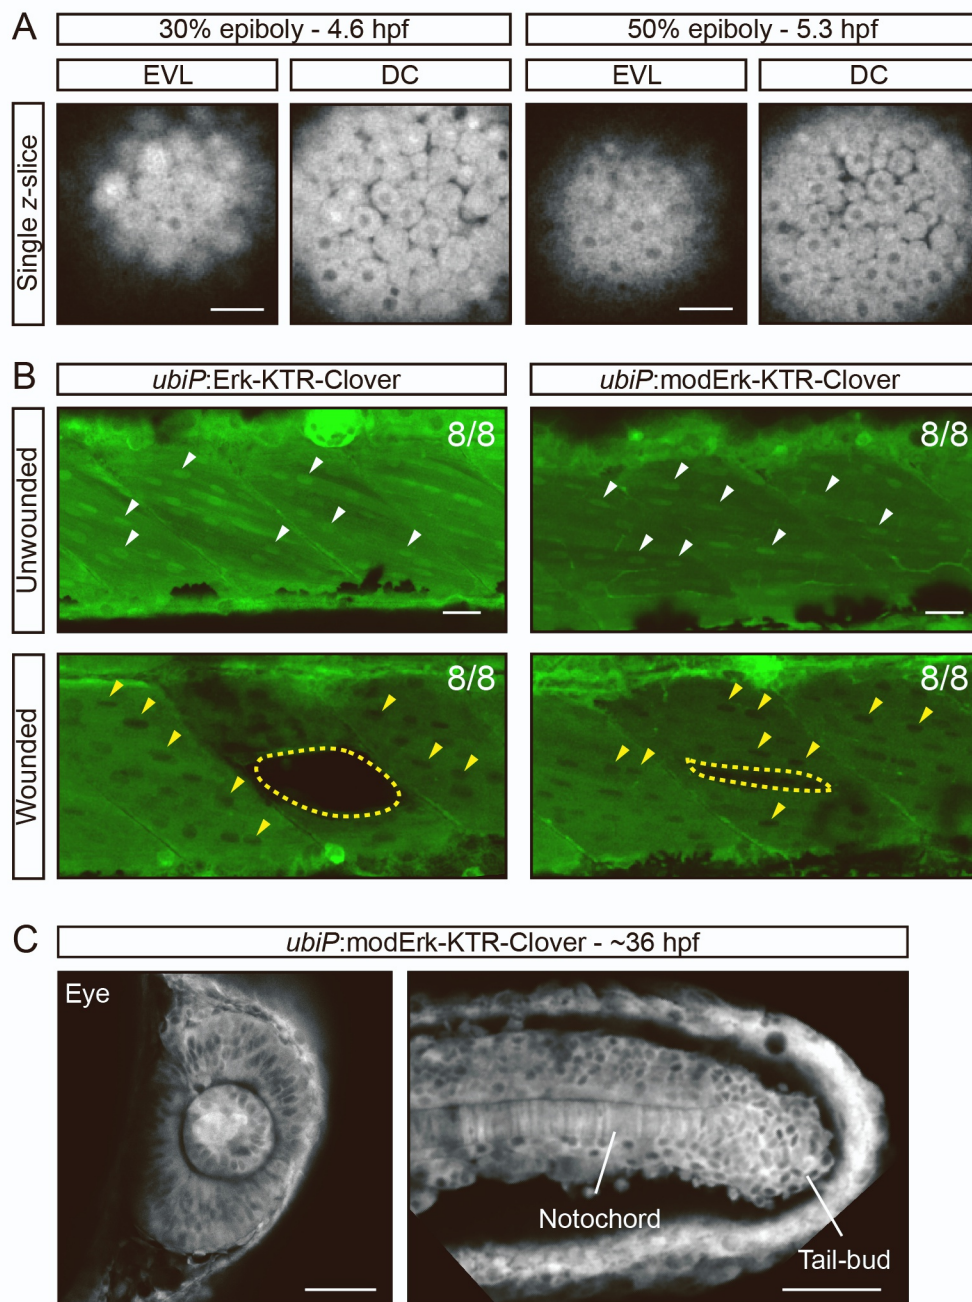 A
30% epiboly - 4.6 hpf
50% epiboly - 5.3 hpf
EVL
DC
EVL
DC
Single z-slice
B
ubiP:Erk-KTR-Clover
ubiP:modErk-KTR-Clover
Unwounded
8/8
8/8
Wounded
8/8
8/8
C
ubiP:modErk-KTR-Clover - ~36 hpf
Eye
Notochord
Tail-bud